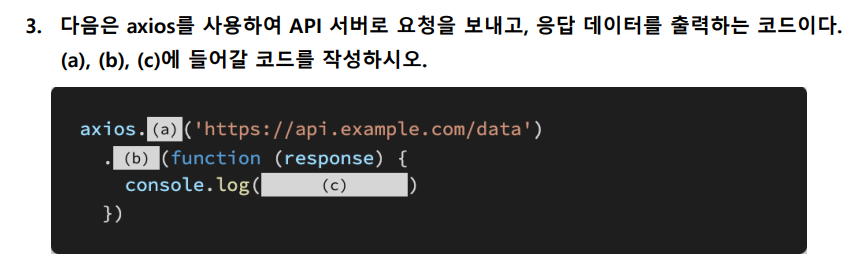 3. 다음은 axios를 사용하여 API 서버로 요청을 보내고, 응답 데이터를 출력하는 코드이다.
(a), (b), (c)에 들어갈 코드를 작성하시오.
axios.(a)('https://api.example.com/data')
.(b)(function (response) {
console.log((c))
})